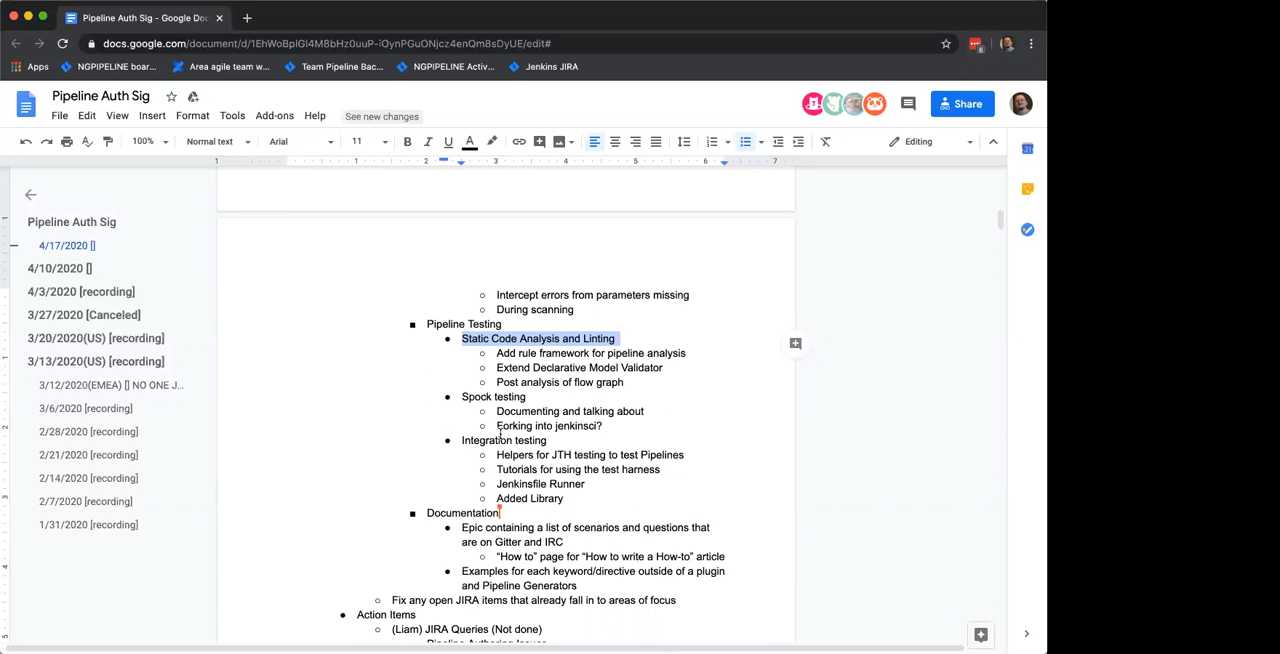 Pipeline Auth Sig - Google Doc
docs.google.com/document/d/1EhWoBplGl4M8bHz0uuP-iOynPGuONjcz4enQm8sDyUE/edit#
Apps NGPIPELINE boar... Area agile team w... Team Pipeline Bac... NGPIPELINE Activ... Jenkins JIRA
Pipeline Auth Sig
File Edit View Insert Format Tools Add-ons Help See new changes
Share
100% Normal text Arial 11 Editing
1 1 2 3 4 5 6 7
Pipeline Auth Sig
4/17/2020 []
4/10/2020 []
4/3/2020 [recording]
3/27/2020 [Canceled]
3/20/2020(US) [recording]
3/13/2020(US) [recording]
3/12/2020(EMEA) [] NO ONE J...
3/6/2020 [recording]
2/28/2020 [recording]
2/21/2020 [recording]
2/14/2020 [recording]
2/7/2020 [recording]
1/31/2020 [recording]
Intercept errors from parameters missing
During scanning
Pipeline Testing
Static Code Analysis and Linting
Add rule framework for pipeline analysis
Extend Declarative Model Validator
Post analysis of flow graph
Spock testing
Documenting and talking about
Forking into jenkinsci?
Integration testing
Helpers for JTH testing to test Pipelines
Tutorials for using the test harness
Jenkinsfile Runner
Added Library
Documentation
Epic containing a list of scenarios and questions that
are on Gitter and IRC
“How to” page for “How to write a How-to” article
Examples for each keyword/directive outside of a plugin
and Pipeline Generators
Fix any open JIRA items that already fall in to areas of focus
Action Items
(Liam) JIRA Queries (Not done)
Pipeline Authoring Issues